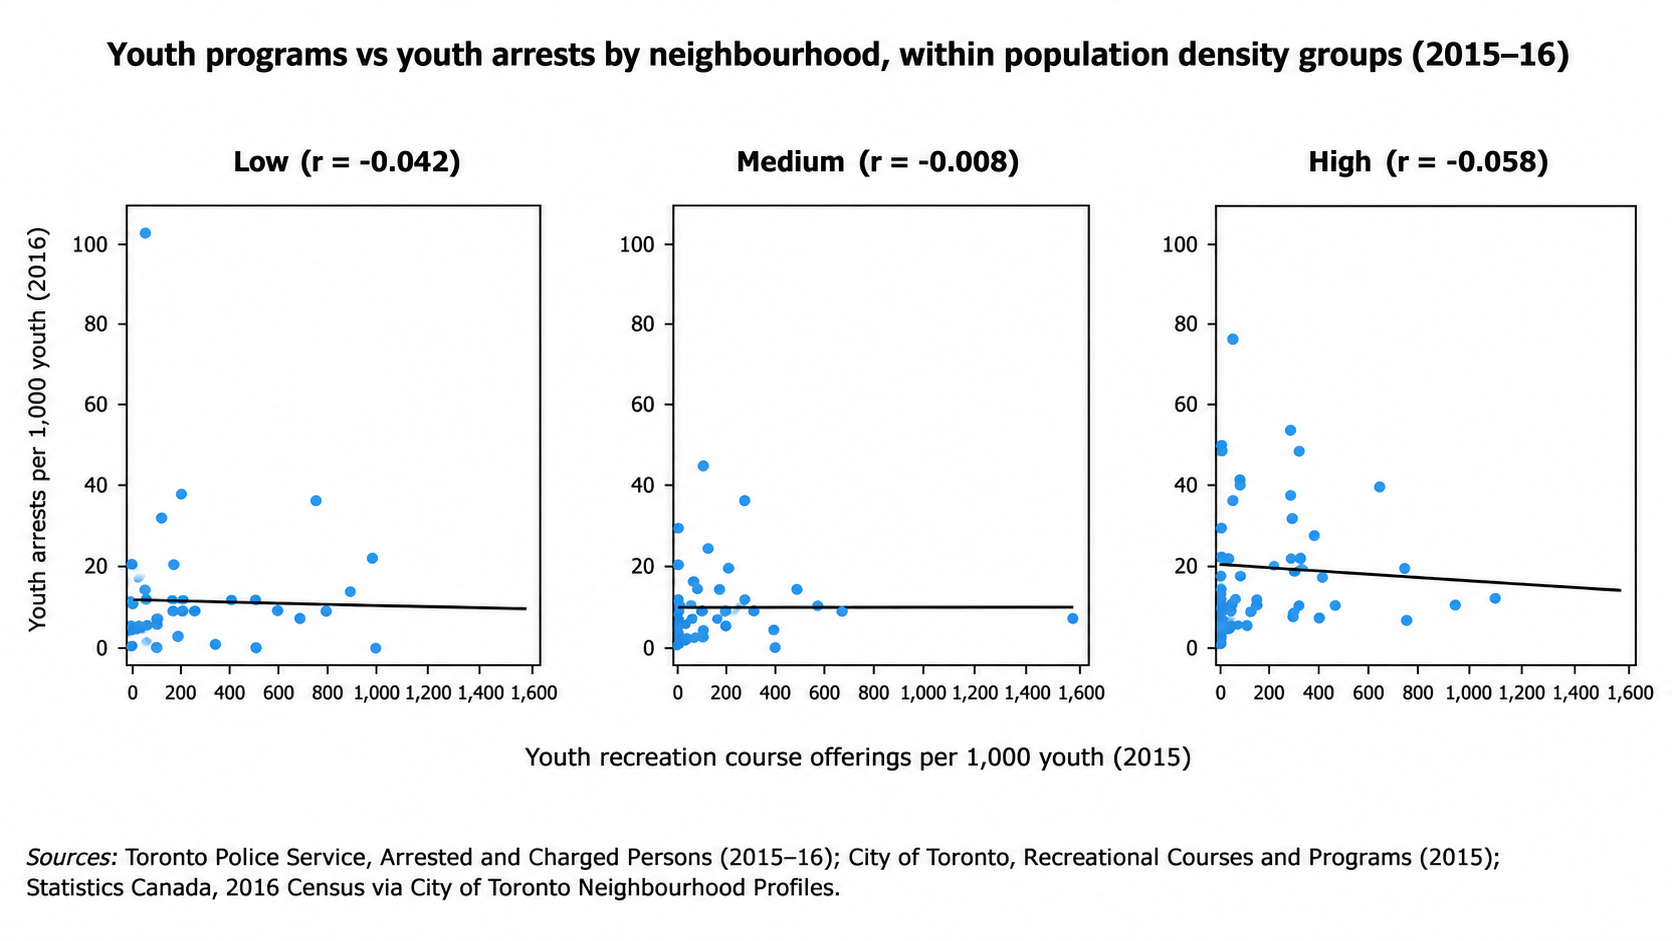 Youth programs vs youth arrests by neighbourhood, within population density groups (2015–16)
Low (r = -0.042)
Medium (r = -0.008)
High (r = -0.058)
Youth arrests per 1,000 youth (2016)
100
80
60
40
20
0
0 200 400 600 800 1,000 1,200 1,400 1,600
100
80
60
40
20
0
0 200 400 600 800 1,000 1,200 1,400 1,600
100
80
60
40
20
0
0 200 400 600 800 1,000 1,200 1,400 1,600
Youth recreation course offerings per 1,000 youth (2015)
Sources: Toronto Police Service, Arrested and Charged Persons (2015–16); City of Toronto, Recreational Courses and Programs (2015);
Statistics Canada, 2016 Census via City of Toronto Neighbourhood Profiles.